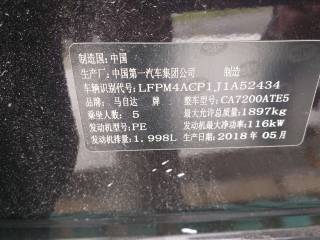 制造国: 中国
生产厂: 中国第一汽车集团公司 制造
车辆识别代号: LFPM4ACP1J1A52434
品牌: 马自达 牌 整车型号: CA7200ATE5
乘坐人数: 5 最大允许总质量: 1897kg
发动机型号: PE 发动机最大净功率: 116kW
发动机排量: 1.998L 生产日期: 2018 年 05月